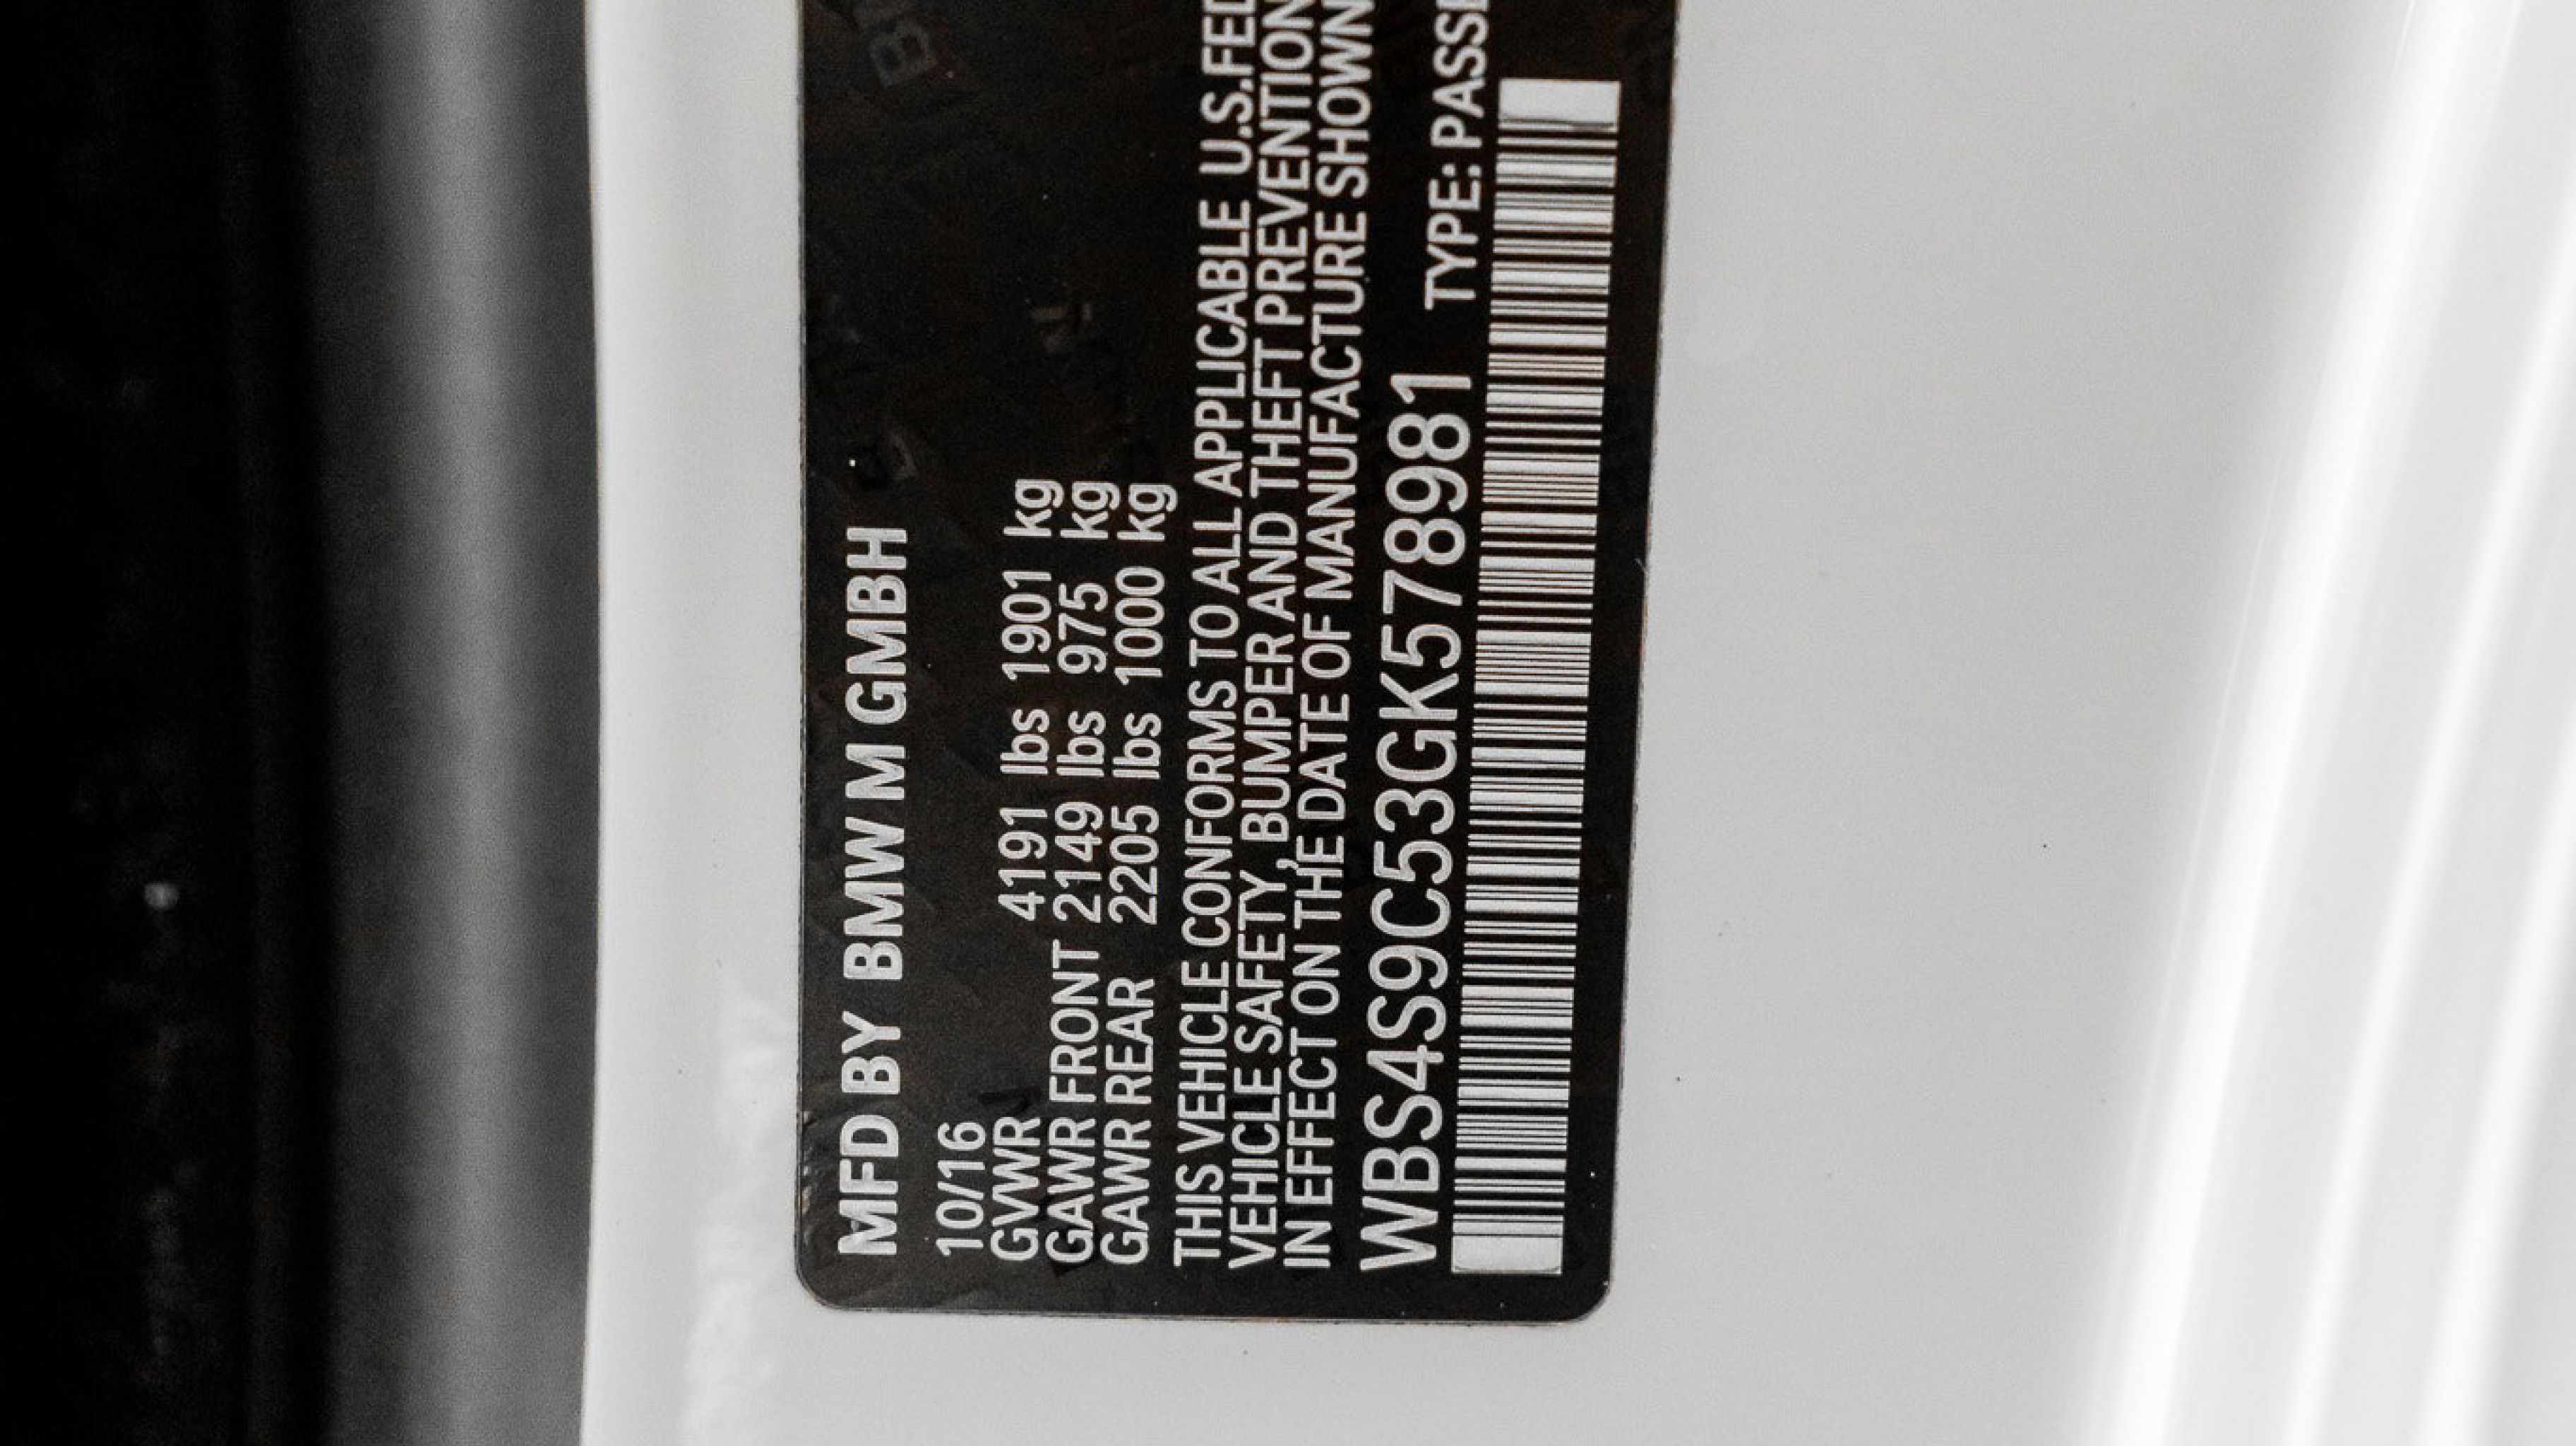 MFD BY BMW M GMBH
10/16
GVWR 4191 lbs 1901 kg
GAWR FRONT 2149 lbs 975 kg
GAWR REAR 2205 lbs 1000 kg
THIS VEHICLE CONFORMS TO ALL APPLICABLE U.S.FED
VEHICLE SAFETY, BUMPER AND THEFT PREVENTION
IN EFFECT ON THE DATE OF MANUFACTURE SHOWN
WBS4S9C53GK578981 TYPE: PASSE